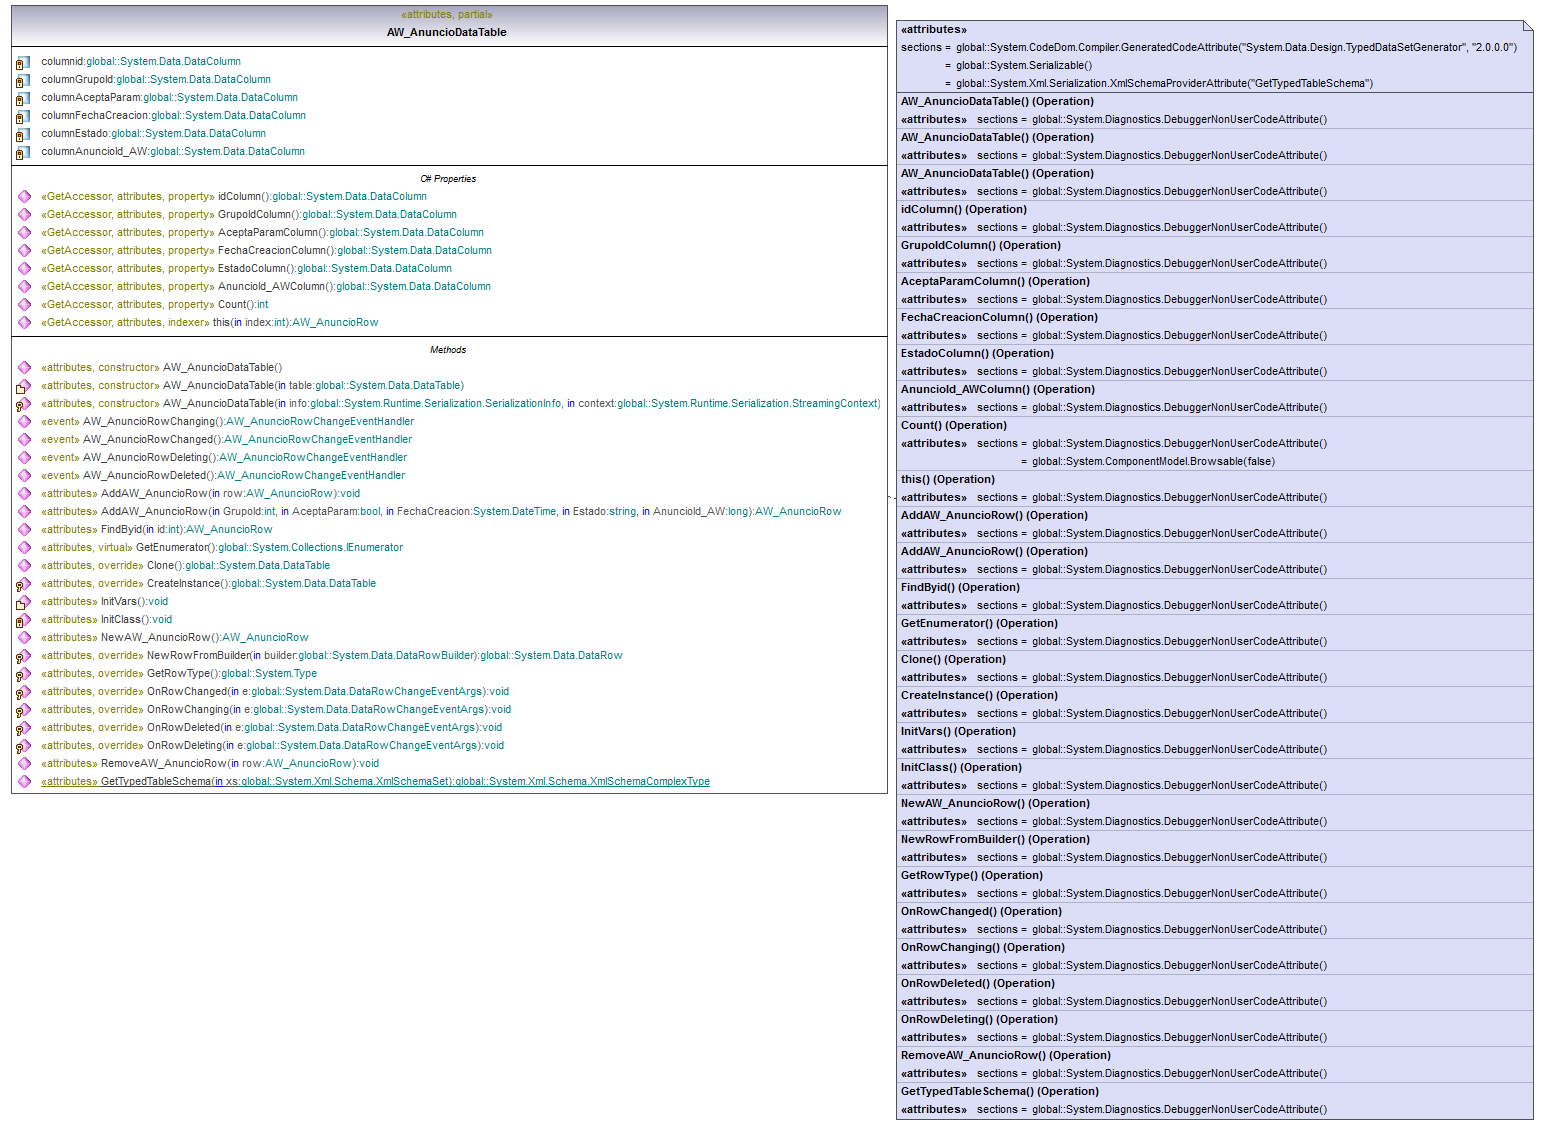 «attributes, partial»
AW_AnuncioDataTable
columnid:global::System.Data.DataColumn
columnGrupoId:global::System.Data.DataColumn
columnAceptaParam:global::System.Data.DataColumn
columnFechaCreacion:global::System.Data.DataColumn
columnEstado:global::System.Data.DataColumn
columnAnuncioId_AW:global::System.Data.DataColumn
C# Properties
«GetAccessor, attributes, property» idColumn():global::System.Data.DataColumn
«GetAccessor, attributes, property» GrupoIdColumn():global::System.Data.DataColumn
«GetAccessor, attributes, property» AceptaParamColumn():global::System.Data.DataColumn
«GetAccessor, attributes, property» FechaCreacionColumn():global::System.Data.DataColumn
«GetAccessor, attributes, property» EstadoColumn():global::System.Data.DataColumn
«GetAccessor, attributes, property» AnuncioId_AWColumn():global::System.Data.DataColumn
«GetAccessor, attributes, property» Count():int
«GetAccessor, attributes, indexer» this(in index:int):AW_AnuncioRow
Methods
«attributes, constructor» AW_AnuncioDataTable()
«attributes, constructor» AW_AnuncioDataTable(in table:global::System.Data.DataTable)
«attributes, constructor» AW_AnuncioDataTable(in info:global::System.Runtime.Serialization.SerializationInfo, in context:global::System.Runtime.Serialization.StreamingContext)
«event» AW_AnuncioRowChanging():AW_AnuncioRowChangeEventHandler
«event» AW_AnuncioRowChanged():AW_AnuncioRowChangeEventHandler
«event» AW_AnuncioRowDeleting():AW_AnuncioRowChangeEventHandler
«event» AW_AnuncioRowDeleted():AW_AnuncioRowChangeEventHandler
«attributes» AddAW_AnuncioRow(in row:AW_AnuncioRow):void
«attributes» AddAW_AnuncioRow(in GrupoId:int, in AceptaParam:bool, in FechaCreacion:System.DateTime, in Estado:string, in AnuncioId_AW:long):AW_AnuncioRow
«attributes» FindByid(in id:int):AW_AnuncioRow
«attributes, virtual» GetEnumerator():global::System.Collections.IEnumerator
«attributes, override» Clone():global::System.Data.DataTable
«attributes, override» CreateInstance():global::System.Data.DataTable
«attributes» InitVars():void
«attributes» InitClass():void
«attributes» NewAW_AnuncioRow():AW_AnuncioRow
«attributes, override» NewRowFromBuilder(in builder:global::System.Data.DataRowBuilder):global::System.Data.DataRow
«attributes, override» GetRowType():global::System.Type
«attributes, override» OnRowChanged(in e:global::System.Data.DataRowChangeEventArgs):void
«attributes, override» OnRowChanging(in e:global::System.Data.DataRowChangeEventArgs):void
«attributes, override» OnRowDeleted(in e:global::System.Data.DataRowChangeEventArgs):void
«attributes, override» OnRowDeleting(in e:global::System.Data.DataRowChangeEventArgs):void
«attributes» RemoveAW_AnuncioRow(in row:AW_AnuncioRow):void
«attributes» GetTypedTableSchema(in xs:global::System.Xml.Schema.XmlSchemaSet):global::System.Xml.Schema.XmlSchemaComplexType
«attributes»
sections = global::System.CodeDom.Compiler.GeneratedCodeAttribute("System.Data.Design.TypedDataSetGenerator", "2.0.0.0")
= global::System.Serializable()
= global::System.Xml.Serialization.XmlSchemaProviderAttribute("GetTypedTableSchema")
AW_AnuncioDataTable() (Operation)
«attributes» sections = global::System.Diagnostics.DebuggerNonUserCodeAttribute()
AW_AnuncioDataTable() (Operation)
«attributes» sections = global::System.Diagnostics.DebuggerNonUserCodeAttribute()
AW_AnuncioDataTable() (Operation)
«attributes» sections = global::System.Diagnostics.DebuggerNonUserCodeAttribute()
idColumn() (Operation)
«attributes» sections = global::System.Diagnostics.DebuggerNonUserCodeAttribute()
GrupoIdColumn() (Operation)
«attributes» sections = global::System.Diagnostics.DebuggerNonUserCodeAttribute()
AceptaParamColumn() (Operation)
«attributes» sections = global::System.Diagnostics.DebuggerNonUserCodeAttribute()
FechaCreacionColumn() (Operation)
«attributes» sections = global::System.Diagnostics.DebuggerNonUserCodeAttribute()
EstadoColumn() (Operation)
«attributes» sections = global::System.Diagnostics.DebuggerNonUserCodeAttribute()
AnuncioId_AWColumn() (Operation)
«attributes» sections = global::System.Diagnostics.DebuggerNonUserCodeAttribute()
Count() (Operation)
«attributes» sections = global::System.Diagnostics.DebuggerNonUserCodeAttribute()
= global::System.ComponentModel.Browsable(false)
this() (Operation)
«attributes» sections = global::System.Diagnostics.DebuggerNonUserCodeAttribute()
AddAW_AnuncioRow() (Operation)
«attributes» sections = global::System.Diagnostics.DebuggerNonUserCodeAttribute()
AddAW_AnuncioRow() (Operation)
«attributes» sections = global::System.Diagnostics.DebuggerNonUserCodeAttribute()
FindByid() (Operation)
«attributes» sections = global::System.Diagnostics.DebuggerNonUserCodeAttribute()
GetEnumerator() (Operation)
«attributes» sections = global::System.Diagnostics.DebuggerNonUserCodeAttribute()
Clone() (Operation)
«attributes» sections = global::System.Diagnostics.DebuggerNonUserCodeAttribute()
CreateInstance() (Operation)
«attributes» sections = global::System.Diagnostics.DebuggerNonUserCodeAttribute()
InitVars() (Operation)
«attributes» sections = global::System.Diagnostics.DebuggerNonUserCodeAttribute()
InitClass() (Operation)
«attributes» sections = global::System.Diagnostics.DebuggerNonUserCodeAttribute()
NewAW_AnuncioRow() (Operation)
«attributes» sections = global::System.Diagnostics.DebuggerNonUserCodeAttribute()
NewRowFromBuilder() (Operation)
«attributes» sections = global::System.Diagnostics.DebuggerNonUserCodeAttribute()
GetRowType() (Operation)
«attributes» sections = global::System.Diagnostics.DebuggerNonUserCodeAttribute()
OnRowChanged() (Operation)
«attributes» sections = global::System.Diagnostics.DebuggerNonUserCodeAttribute()
OnRowChanging() (Operation)
«attributes» sections = global::System.Diagnostics.DebuggerNonUserCodeAttribute()
OnRowDeleted() (Operation)
«attributes» sections = global::System.Diagnostics.DebuggerNonUserCodeAttribute()
OnRowDeleting() (Operation)
«attributes» sections = global::System.Diagnostics.DebuggerNonUserCodeAttribute()
RemoveAW_AnuncioRow() (Operation)
«attributes» sections = global::System.Diagnostics.DebuggerNonUserCodeAttribute()
GetTypedTableSchema() (Operation)
«attributes» sections = global::System.Diagnostics.DebuggerNonUserCodeAttribute()